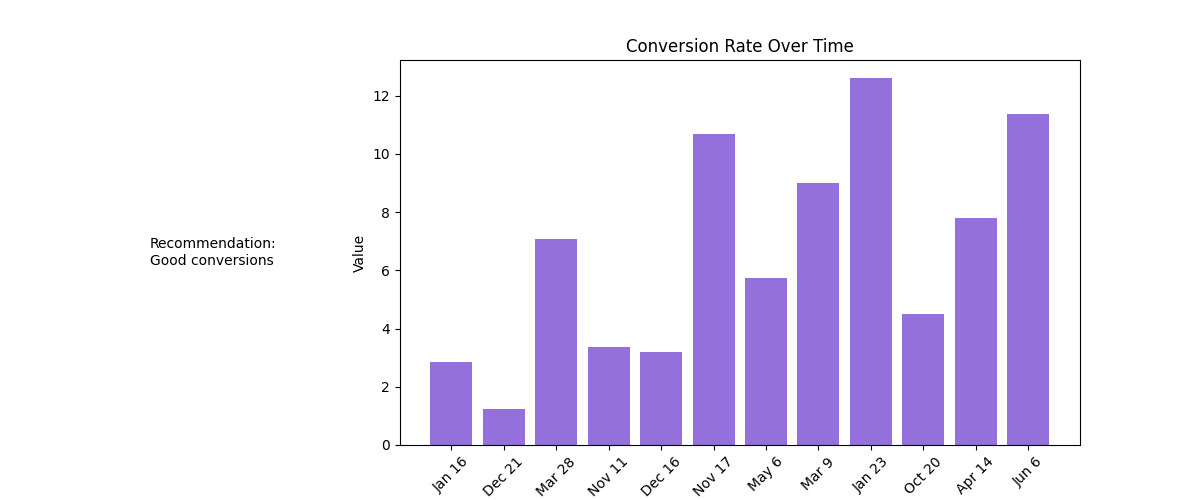 Conversion Rate Over Time
Recommendation:
Good conversions
Value
12
10
8
6
4
2
0
Jan 16
Dec 21
Mar 28
Nov 11
Dec 16
Nov 17
May 6
Mar 9
Jan 23
Oct 20
Apr 14
Jun 6